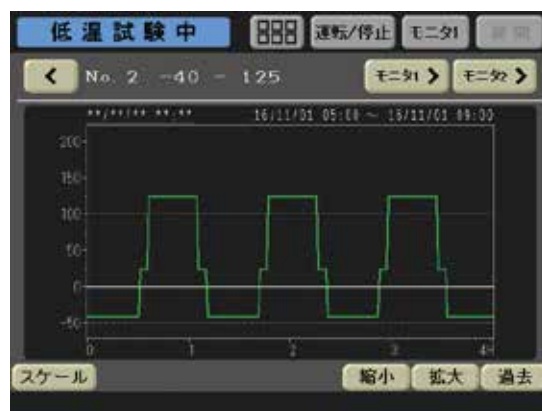 低温試験中
運転/停止
モニタ1
No. 2 -40 - 125
モニタ1
モニタ2
**/**/** **:**
16/11/01 05:00 ~ 16/11/01 09:00
200
150
100
50
0
-50
0 1 2 3 4H
スケール
縮小
拡大
過去